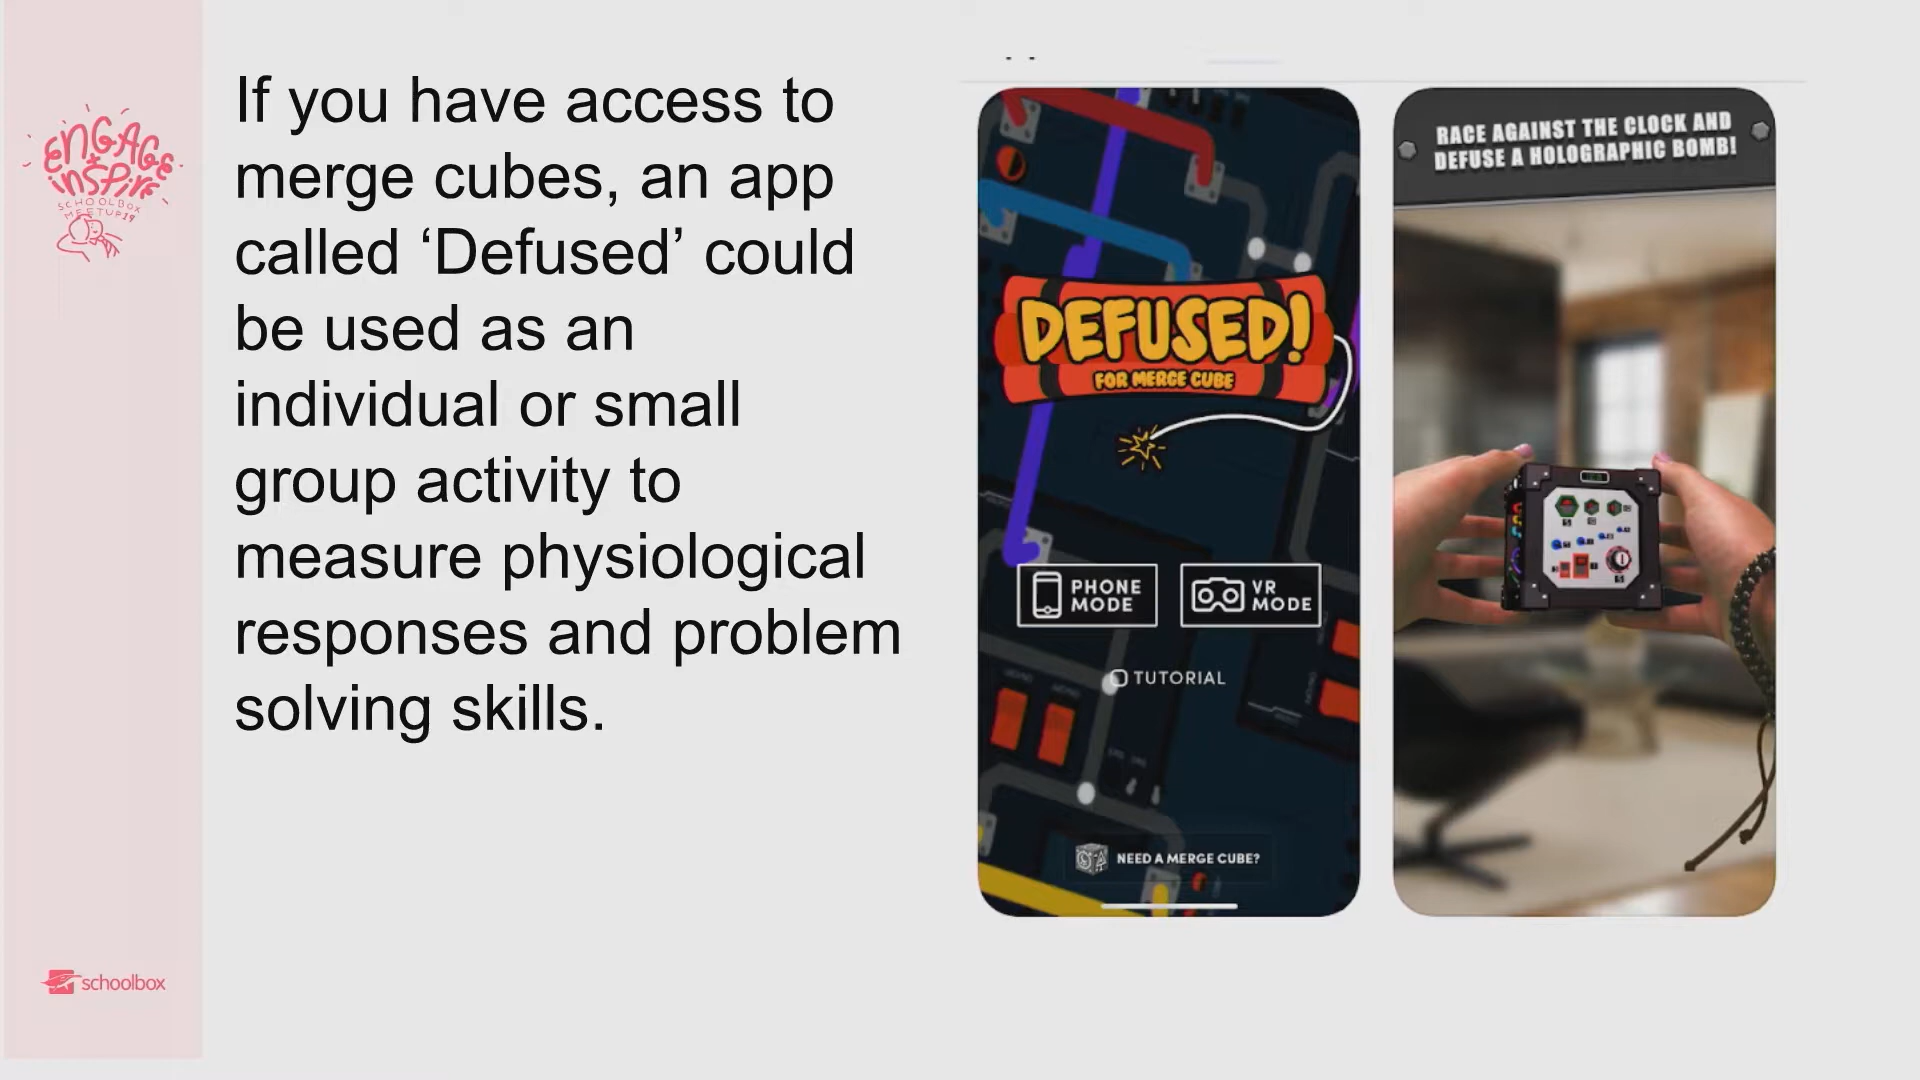 ENGAGE
+
INSPIRE
SCHOOLBOX
MEETUP19
schoolbox
If you have access to
merge cubes, an app
called ‘Defused’ could
be used as an
individual or small
group activity to
measure physiological
responses and problem
solving skills.
DEFUSED!
FOR MERGE CUBE
PHONE
MODE
VR
MODE
TUTORIAL
NEED A MERGE CUBE?
RACE AGAINST THE CLOCK AND
DEFUSE A HOLOGRAPHIC BOMB!